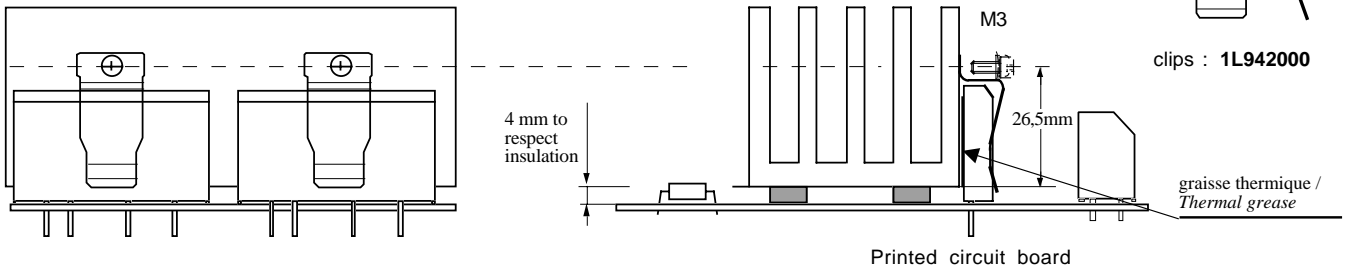 M3
clips : 1L942000
4 mm to
respect
insulation
26,5mm
graisse thermique /
Thermal grease
Printed circuit board